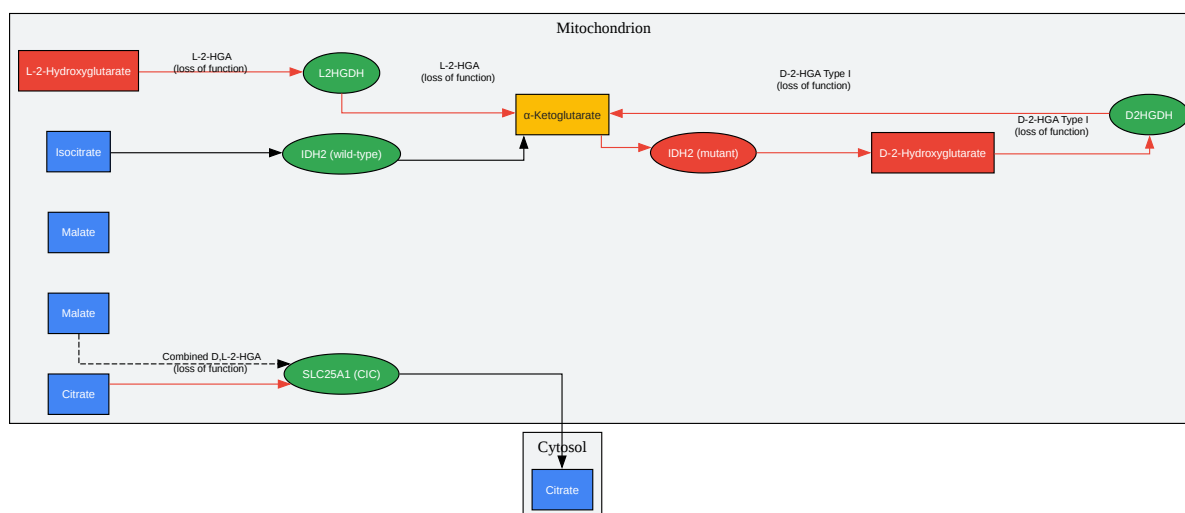 Mitochondrion
L-2-Hydroxyglutarate
L-2-HGA
(loss of function)
L2HGDH
L-2-HGA
(loss of function)
α-Ketoglutarate
D-2-HGA Type I
(loss of function)
D-2-HGA Type I
(loss of function)
D2HGDH
Isocitrate
IDH2 (wild-type)
IDH2 (mutant)
D-2-Hydroxyglutarate
Malate
Malate
Combined D,L-2-HGA
(loss of function)
SLC25A1 (CIC)
Citrate
Cytosol
Citrate